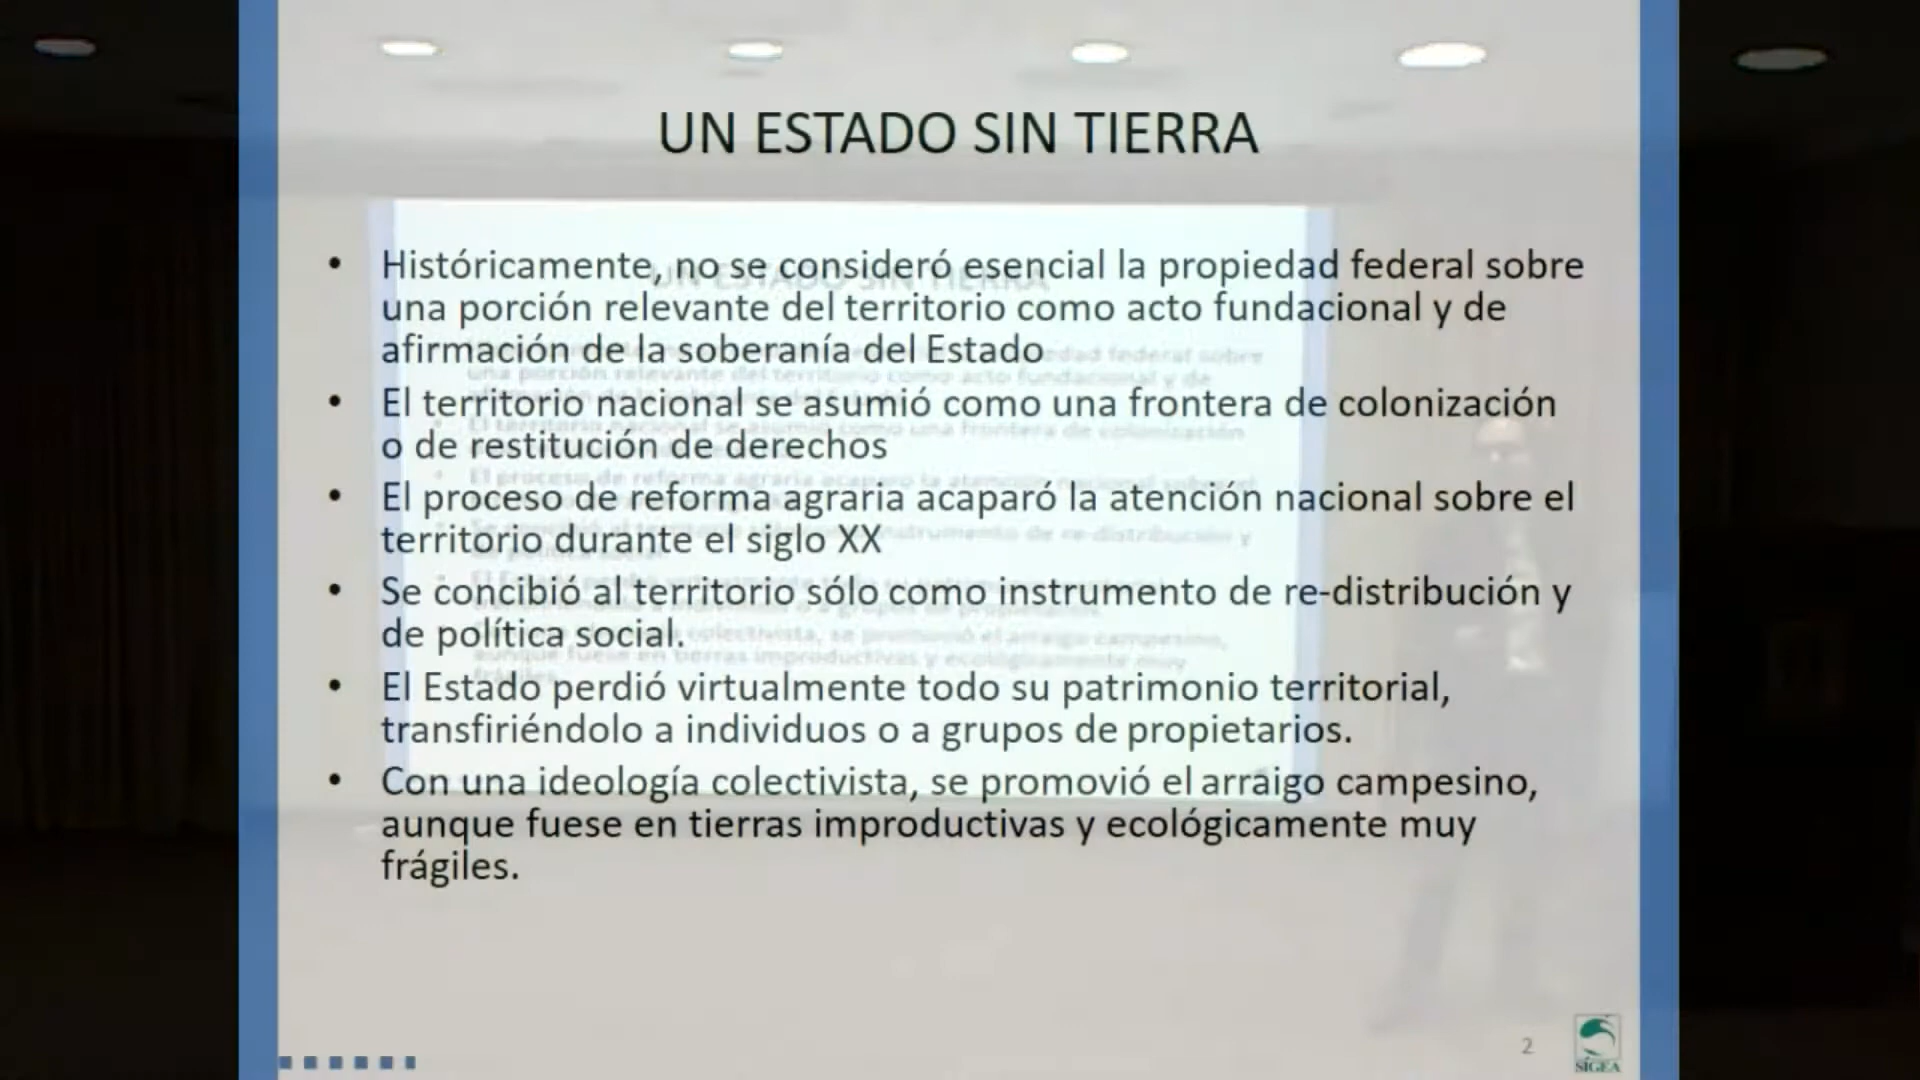 UN ESTADO SIN TIERRA
• Históricamente, no se consideró esencial la propiedad federal sobre
una porción relevante del territorio como acto fundacional y de
afirmación de la soberanía del Estado
• El territorio nacional se asumió como una frontera de colonización
o de restitución de derechos
• El proceso de reforma agraria acaparó la atención nacional sobre el
territorio durante el siglo XX
• Se concibió al territorio sólo como instrumento de re-distribución y
de política social.
• El Estado perdió virtualmente todo su patrimonio territorial,
transfiriéndolo a individuos o a grupos de propietarios.
• Con una ideología colectivista, se promovió el arraigo campesino,
aunque fuese en tierras improductivas y ecológicamente muy
frágiles.
2
SIGEA